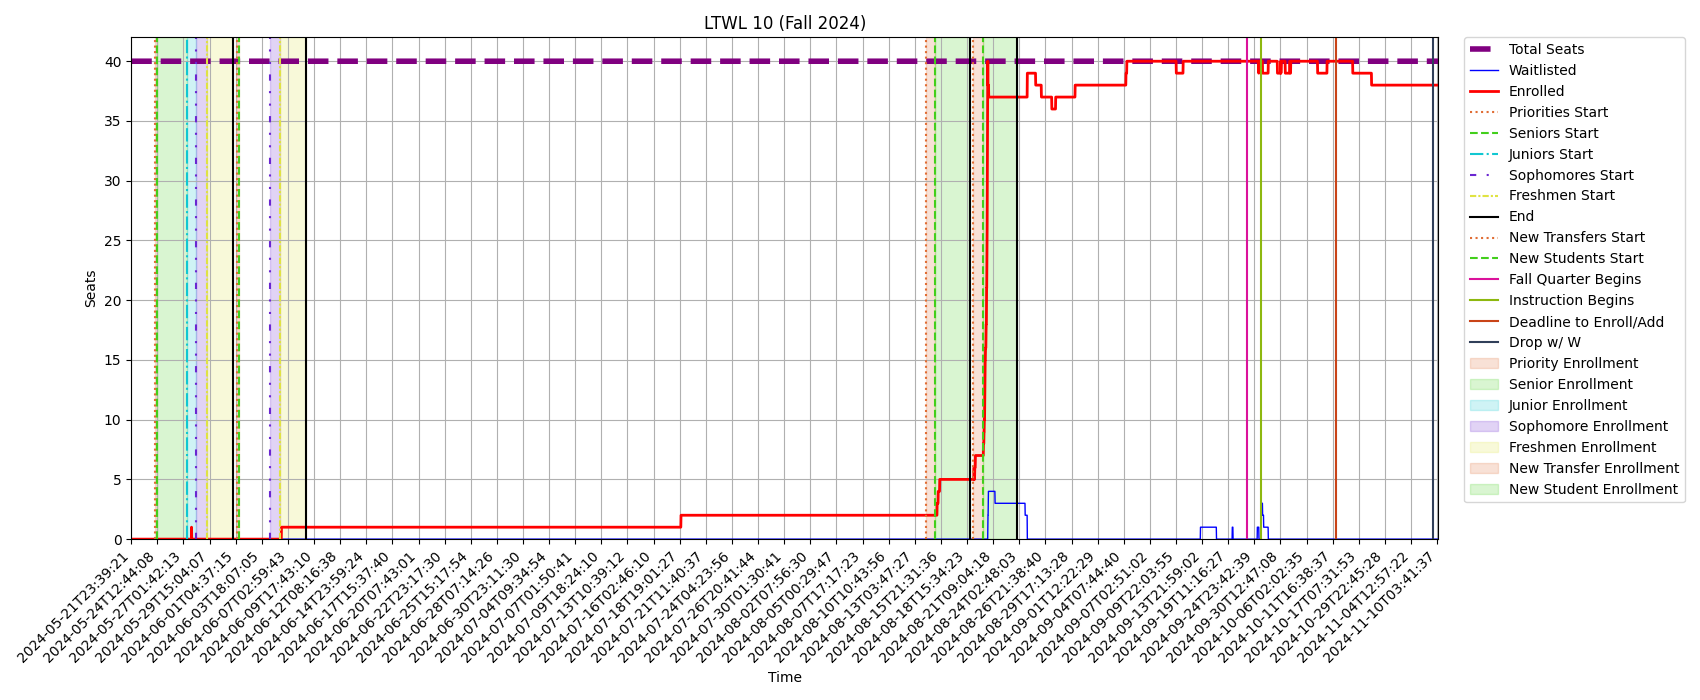 LTWL 10 (Fall 2024)
Seats
40
35
30
25
20
15
10
5
0
2024-05-21T23:39:21
2024-05-24T12:44:08
2024-05-27T01:42:13
2024-05-29T15:04:07
2024-06-01T04:37:15
2024-06-03T18:07:05
2024-06-07T02:59:43
2024-06-09T17:43:10
2024-06-12T08:16:38
2024-06-14T23:59:24
2024-06-17T15:37:40
2024-06-20T07:43:01
2024-06-22T23:17:30
2024-06-25T15:17:54
2024-06-28T07:14:26
2024-06-30T23:11:30
2024-07-04T09:34:54
2024-07-07T01:50:41
2024-07-09T18:24:10
2024-07-13T10:39:12
2024-07-16T02:46:10
2024-07-18T19:01:27
2024-07-21T11:40:37
2024-07-24T04:23:56
2024-07-26T20:41:44
2024-07-30T01:30:41
2024-08-02T07:56:30
2024-08-05T00:29:47
2024-08-07T17:17:23
2024-08-10T10:43:56
2024-08-13T03:47:27
2024-08-15T21:31:36
2024-08-18T15:34:23
2024-08-21T09:04:18
2024-08-24T02:48:03
2024-08-26T21:38:40
2024-08-29T17:13:28
2024-09-01T12:22:29
2024-09-04T07:44:40
2024-09-07T02:51:02
2024-09-09T22:03:55
2024-09-13T21:59:02
2024-09-19T11:16:27
2024-09-24T23:42:39
2024-09-30T12:47:08
2024-10-06T02:02:35
2024-10-11T16:38:37
2024-10-17T07:31:53
2024-10-29T22:45:28
2024-11-04T12:57:22
2024-11-10T03:41:37
Time
Total Seats
Waitlisted
Enrolled
Priorities Start
Seniors Start
Juniors Start
Sophomores Start
Freshmen Start
End
New Transfers Start
New Students Start
Fall Quarter Begins
Instruction Begins
Deadline to Enroll/Add
Drop w/ W
Priority Enrollment
Senior Enrollment
Junior Enrollment
Sophomore Enrollment
Freshmen Enrollment
New Transfer Enrollment
New Student Enrollment